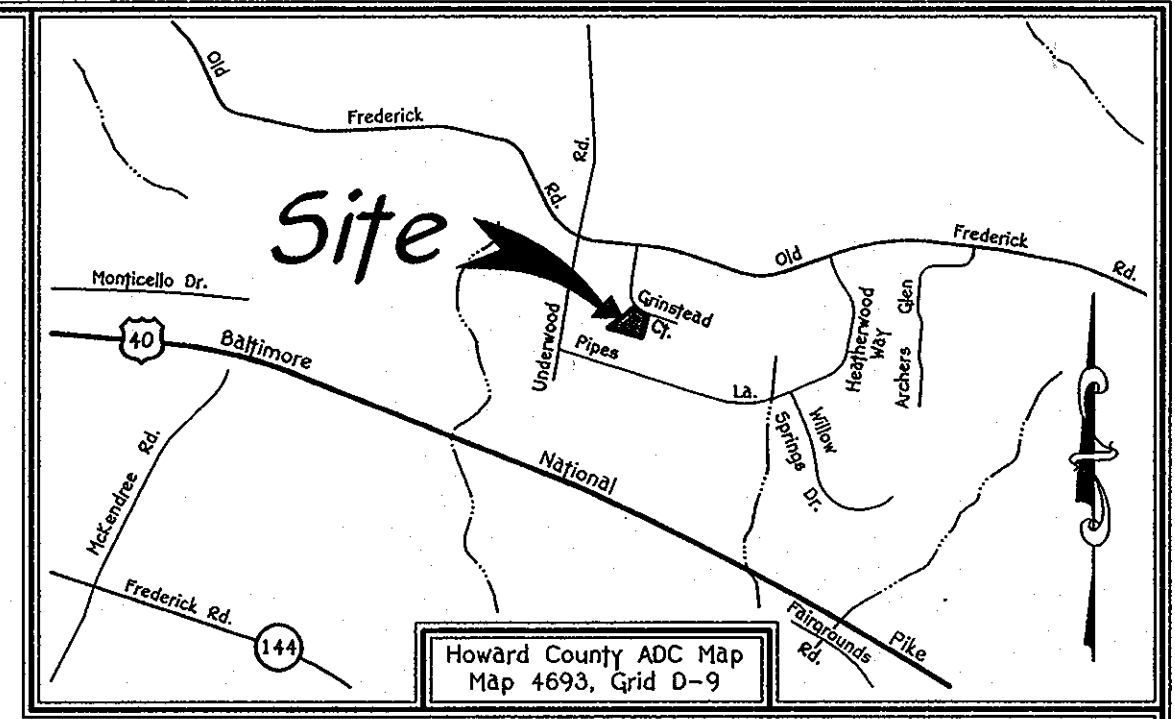 Old
Frederick
Rd.
Rd.
Site
Old
Frederick
Rd.
Monticello Dr.
40
Baltimore
Grinstead
Ct.
Underwood
Pipes
La.
Heatherwood
Way
Archers Glen
Willow
Springs Dr.
National
McKendree Rd.
Frederick Rd.
144
Fairgrounds
Rd.
Pike
Howard County ADC Map
Map 4693, Grid D-9